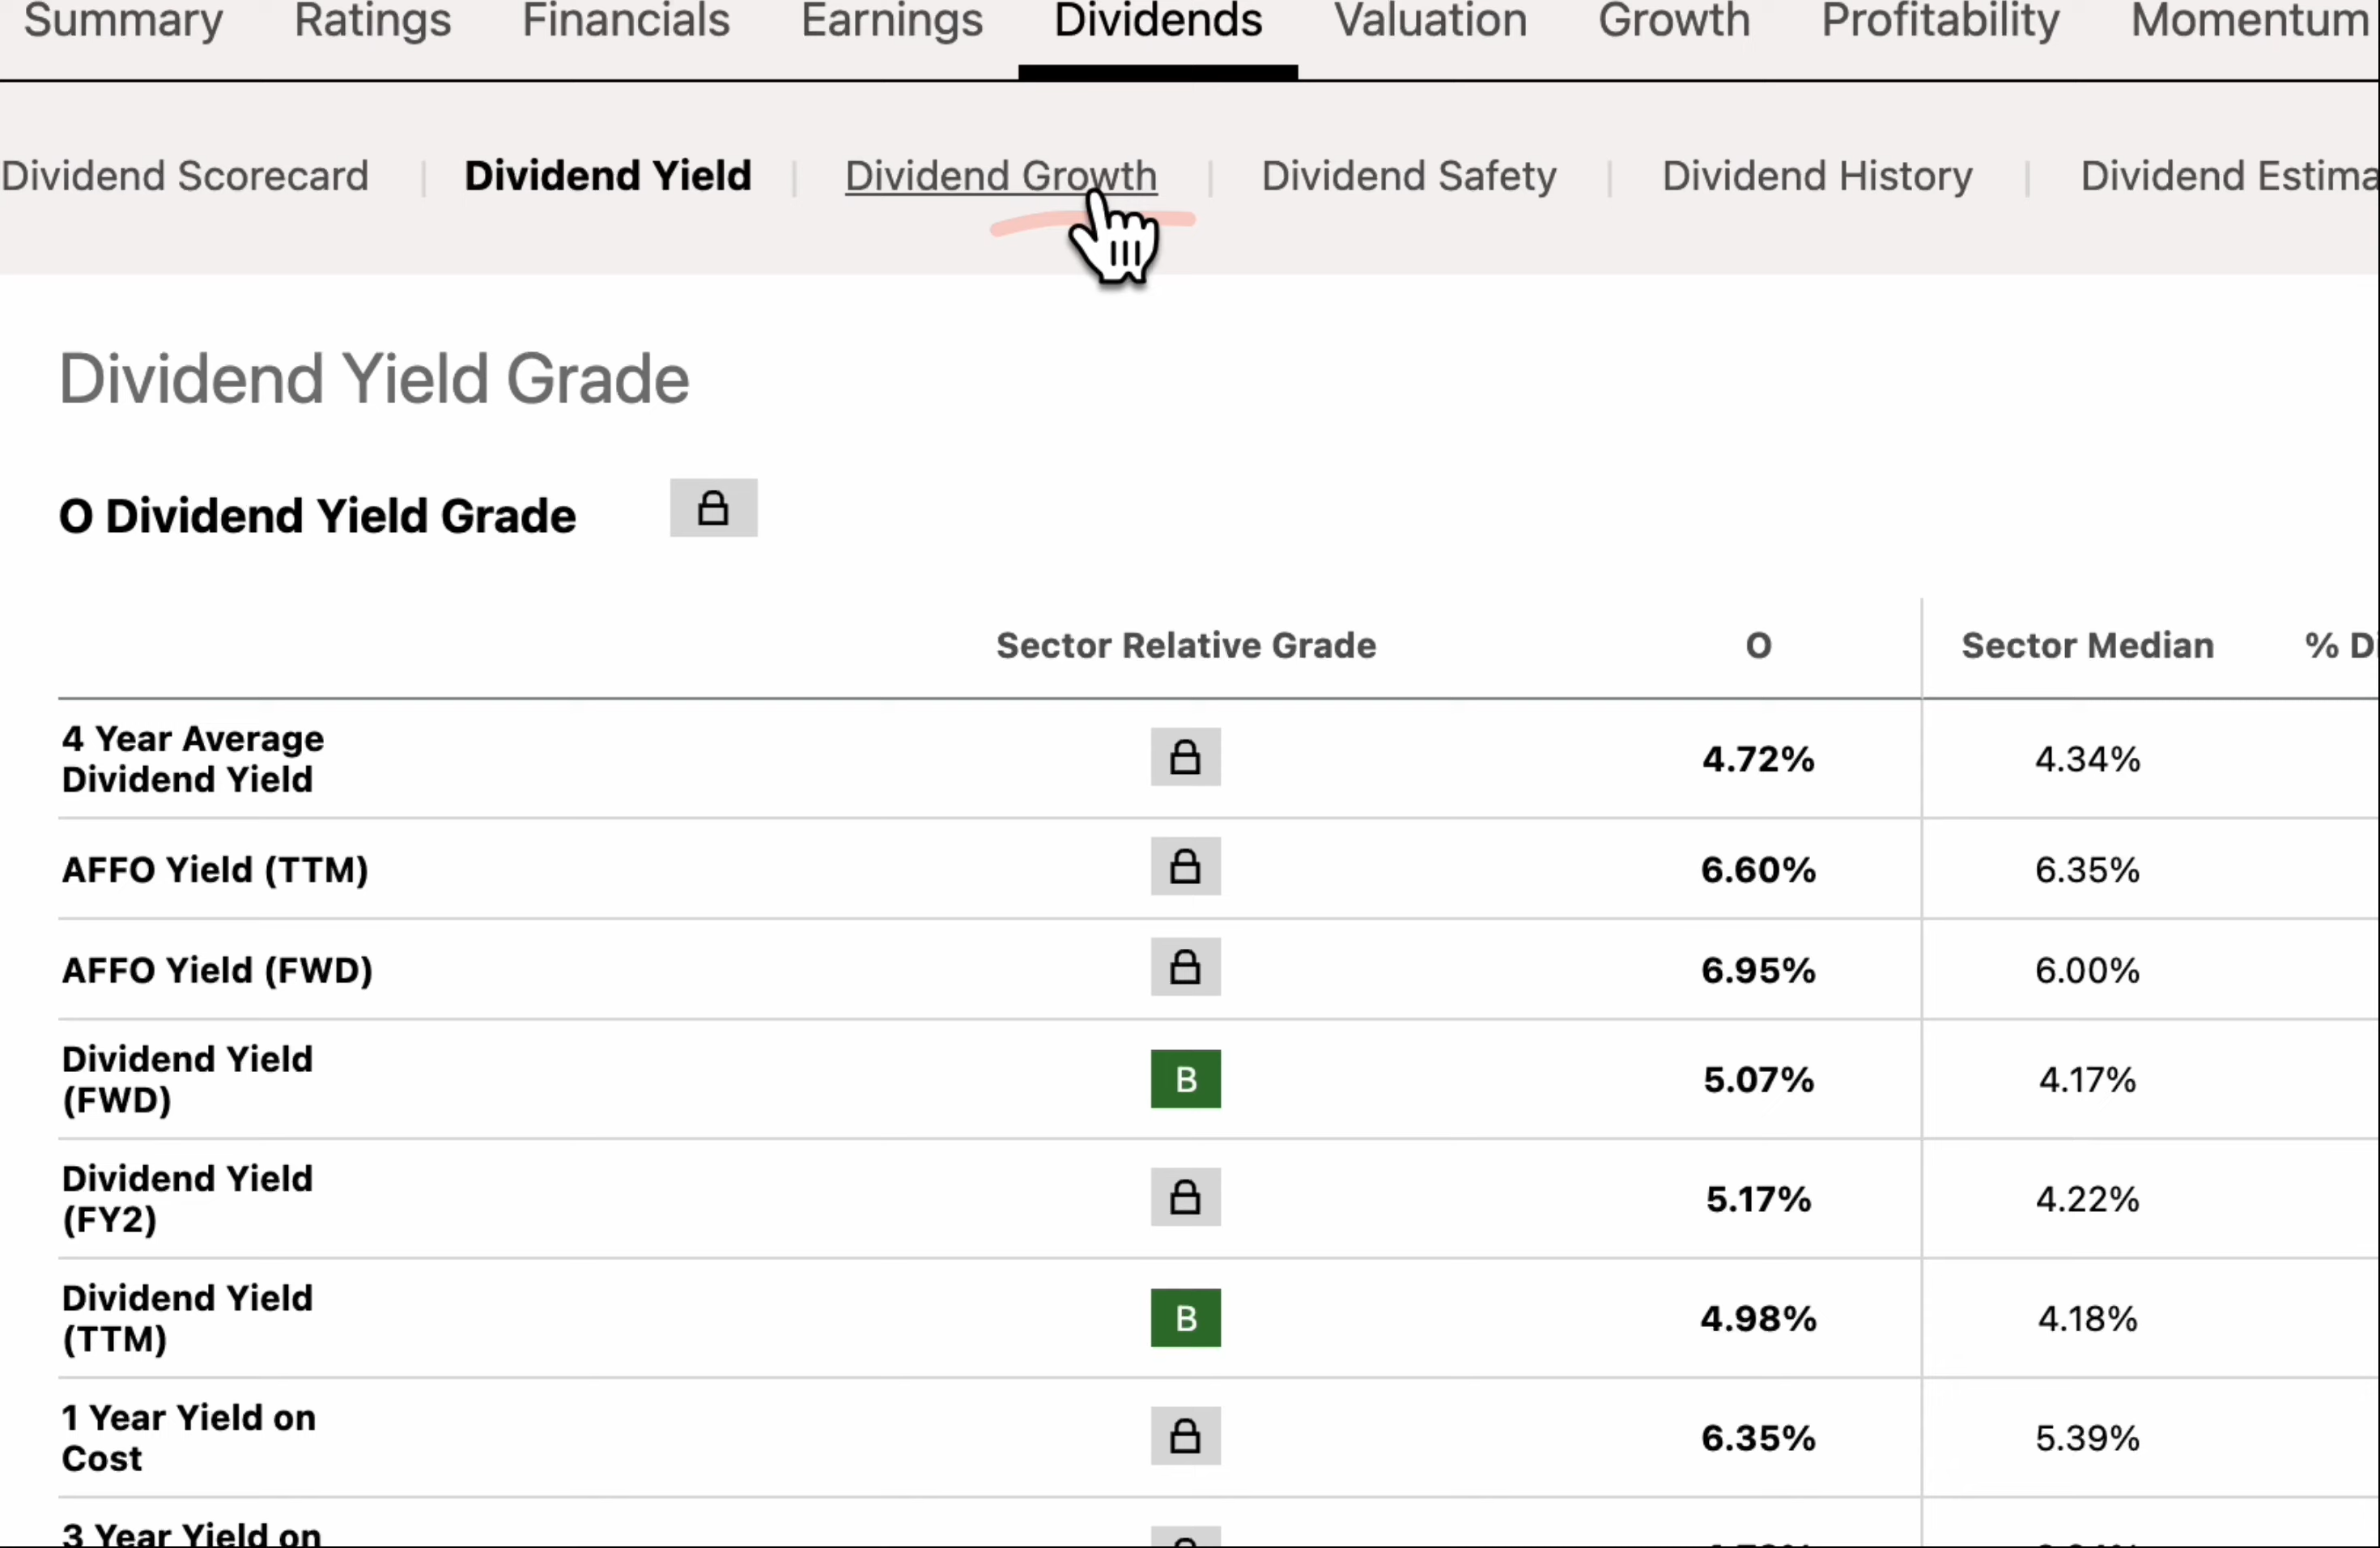 Summary Ratings Financials Earnings Dividends Valuation Growth Profitability Momentum
Dividend Scorecard Dividend Yield Dividend Growth Dividend Safety Dividend History Dividend Estima
Dividend Yield Grade
O Dividend Yield Grade
Sector Relative Grade O Sector Median % Di
4 Year Average
Dividend Yield
4.72% 4.34%
AFFO Yield (TTM) 6.60% 6.35%
AFFO Yield (FWD) 6.95% 6.00%
Dividend Yield
(FWD)
B 5.07% 4.17%
Dividend Yield
(FY2)
5.17% 4.22%
Dividend Yield
(TTM)
B 4.98% 4.18%
1 Year Yield on
Cost
6.35% 5.39%
3 Year Yield on